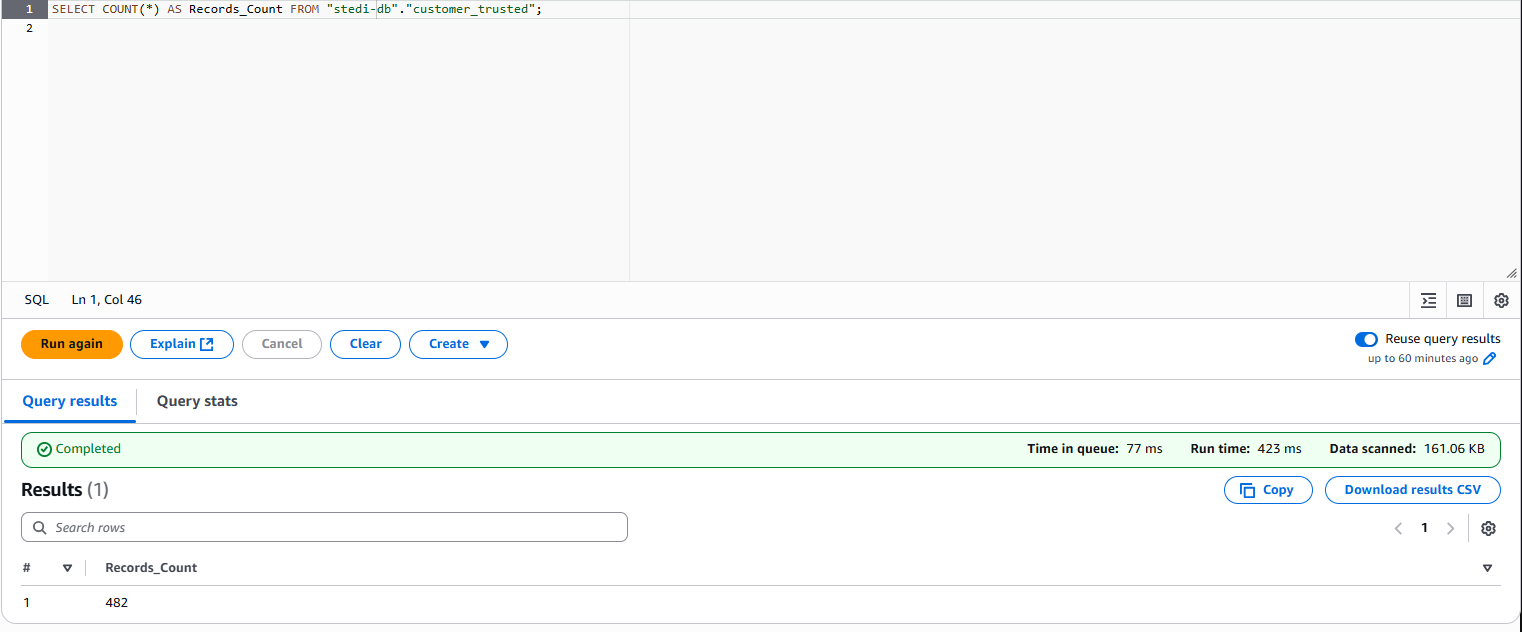 1 SELECT COUNT(*) AS Records_Count FROM "stedi-db"."customer_trusted";
2
SQL Ln 1, Col 46
Run again Explain Cancel Clear Create Reuse query results
up to 60 minutes ago
Query results Query stats
Completed Time in queue: 77 ms Run time: 423 ms Data scanned: 161.06 KB
Results (1) Copy Download results CSV
Search rows 1
# Records_Count
1 482